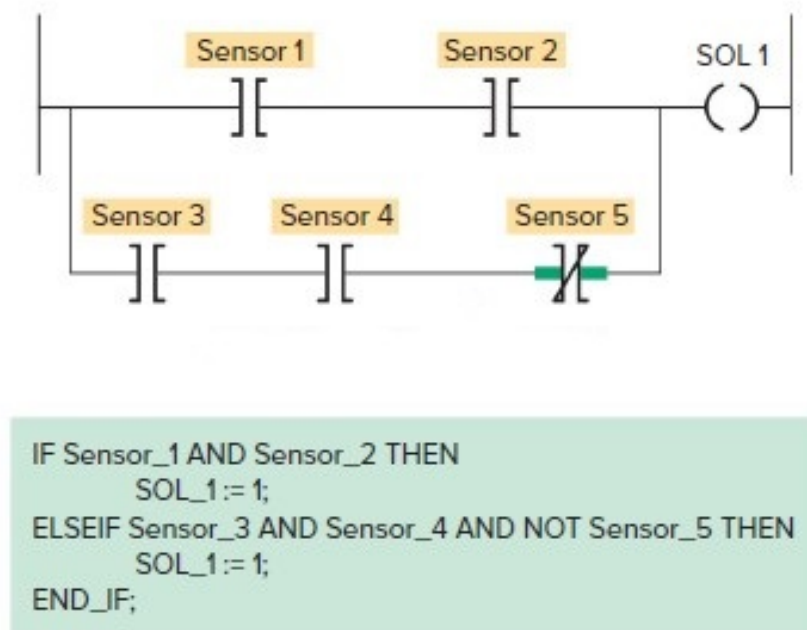 Sensor 1
Sensor 2
SOL 1
Sensor 3
Sensor 4
Sensor 5
IF Sensor_1 AND Sensor_2 THEN
SOL_1 := 1;
ELSEIF Sensor_3 AND Sensor_4 AND NOT Sensor_5 THEN
SOL_1 := 1;
END_IF;